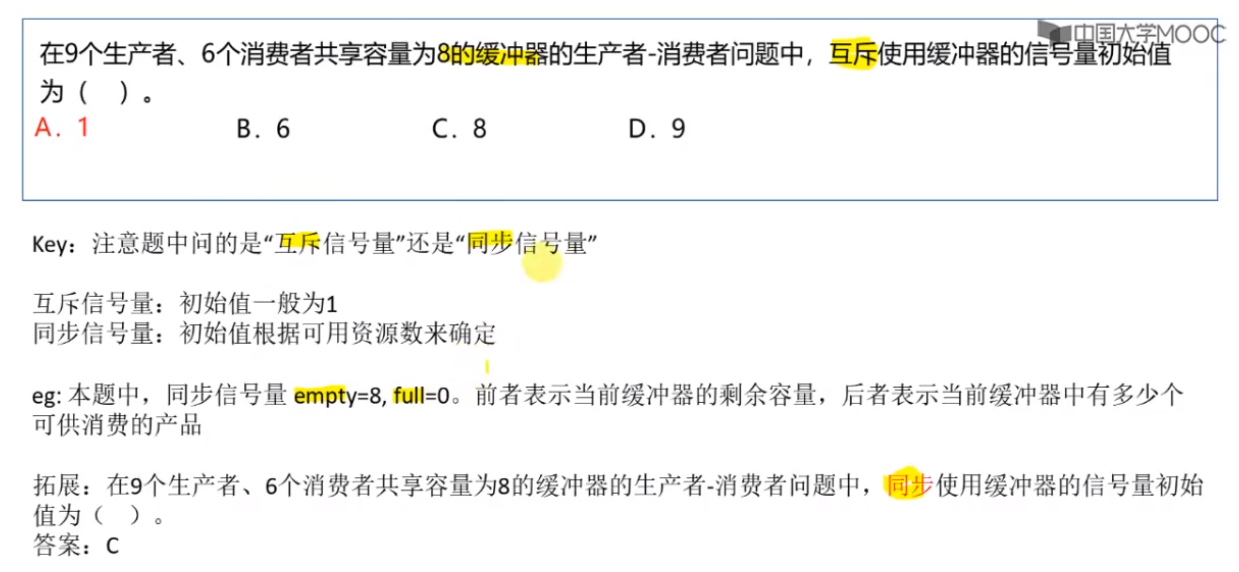 中国大学MOOC
在9个生产者、6个消费者共享容量为8的缓冲器的生产者-消费者问题中，互斥使用缓冲器的信号量初始值
为（　）。
A. 1 B. 6 C. 8 D. 9
Key：注意题中问的是“互斥信号量”还是“同步信号量”
互斥信号量：初始值一般为1
同步信号量：初始值根据可用资源数来确定
eg: 本题中，同步信号量 empty=8, full=0。前者表示当前缓冲器的剩余容量，后者表示当前缓冲器中有多少个
可供消费的产品
拓展：在9个生产者、6个消费者共享容量为8的缓冲器的生产者-消费者问题中，同步使用缓冲器的信号量初始
值为（　）。
答案：C